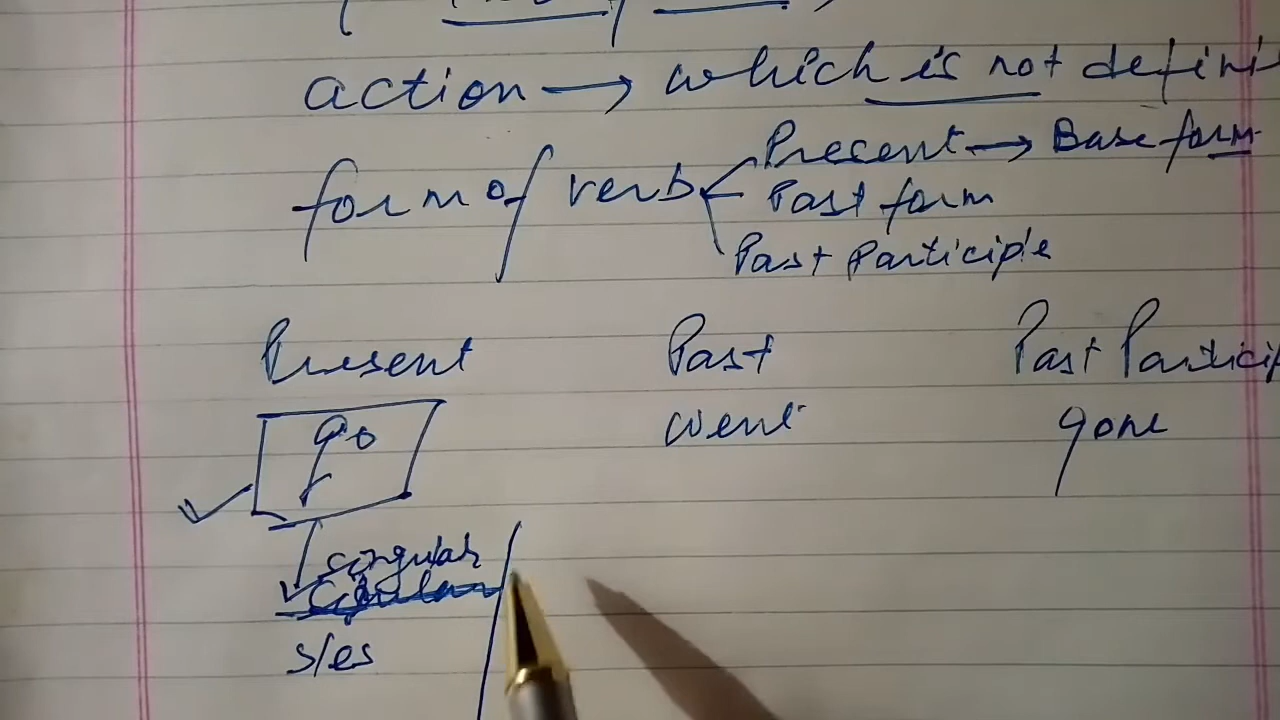 action → which is not defini
form of verb
Present → Base form
Past form
Past Participle
Present Past Past Particip
go went gone
singular
s/es